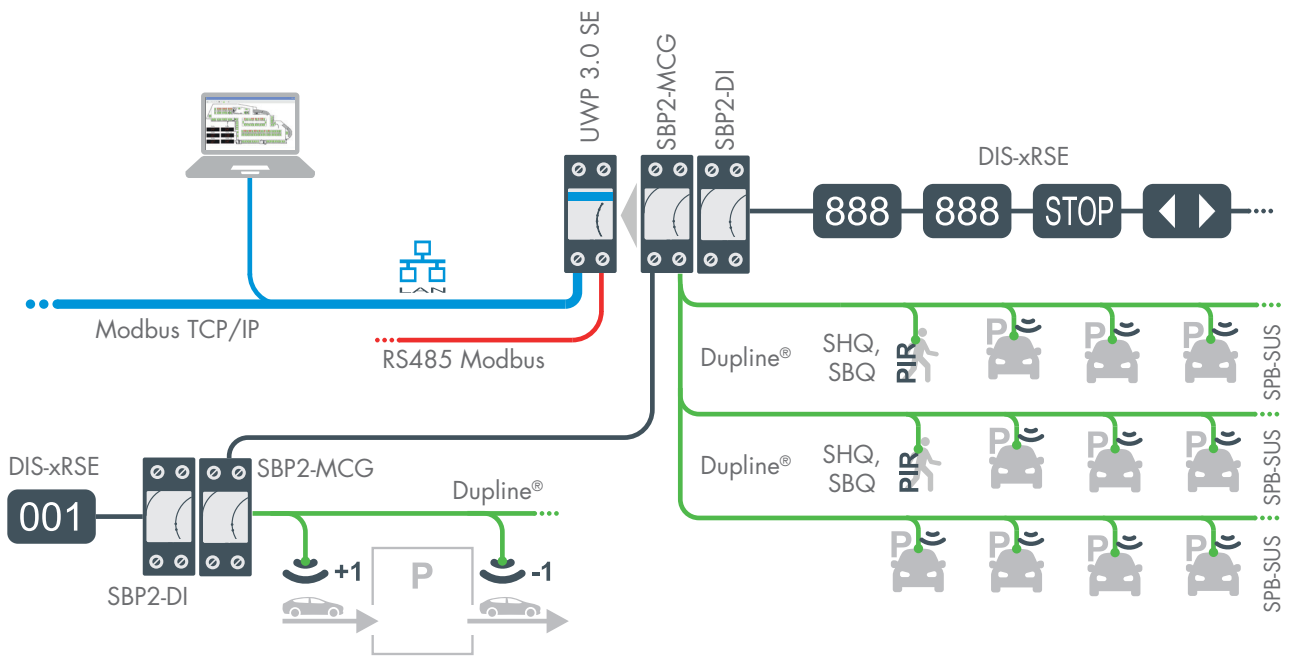 UWP 3.0 SE
SBP2-MCG
SBP2-DI
DIS-xRSE
888
888
STOP
LAN
Modbus TCP/IP
RS485 Modbus
Dupline®
SHQ,
SBQ
PIR
P
P
P
SPB-SUS
Dupline®
SHQ,
SBQ
PIR
P
P
P
SPB-SUS
P
P
P
P
SPB-SUS
DIS-xRSE
001
SBP2-MCG
SBP2-DI
Dupline®
+1
P
-1